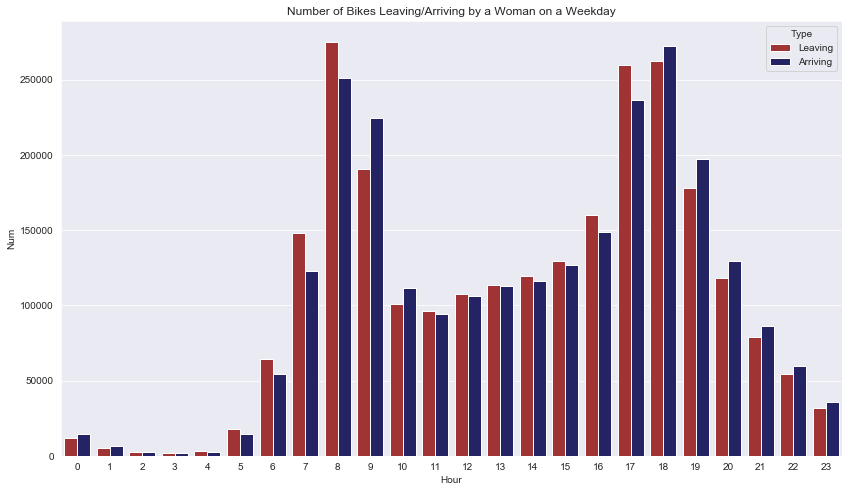 Number of Bikes Leaving/Arriving by a Woman on a Weekday
Type
Leaving
Arriving
250000
200000
150000
100000
50000
0
Num
0 1 2 3 4 5 6 7 8 9 10 11 12 13 14 15 16 17 18 19 20 21 22 23
Hour